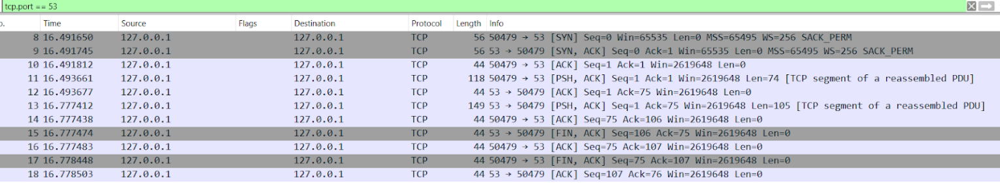 tcp.port == 53
o. Time Source Flags Destination Protocol Length Info
8 16.491650 127.0.0.1 127.0.0.1 TCP 56 50479 → 53 [SYN] Seq=0 Win=65535 Len=0 MSS=65495 WS=256 SACK_PERM
9 16.491745 127.0.0.1 127.0.0.1 TCP 56 53 → 50479 [SYN, ACK] Seq=0 Ack=1 Win=65535 Len=0 MSS=65495 WS=256 SACK_PERM
10 16.491812 127.0.0.1 127.0.0.1 TCP 44 50479 → 53 [ACK] Seq=1 Ack=1 Win=2619648 Len=0
11 16.493661 127.0.0.1 127.0.0.1 TCP 118 50479 → 53 [PSH, ACK] Seq=1 Ack=1 Win=2619648 Len=74 [TCP segment of a reassembled PDU]
12 16.493677 127.0.0.1 127.0.0.1 TCP 44 53 → 50479 [ACK] Seq=1 Ack=75 Win=2619648 Len=0
13 16.777412 127.0.0.1 127.0.0.1 TCP 149 53 → 50479 [PSH, ACK] Seq=1 Ack=75 Win=2619648 Len=105 [TCP segment of a reassembled PDU]
14 16.777438 127.0.0.1 127.0.0.1 TCP 44 50479 → 53 [ACK] Seq=75 Ack=106 Win=2619648 Len=0
15 16.777474 127.0.0.1 127.0.0.1 TCP 44 53 → 50479 [FIN, ACK] Seq=106 Ack=75 Win=2619648 Len=0
16 16.777483 127.0.0.1 127.0.0.1 TCP 44 50479 → 53 [ACK] Seq=75 Ack=107 Win=2619648 Len=0
17 16.778448 127.0.0.1 127.0.0.1 TCP 44 50479 → 53 [FIN, ACK] Seq=75 Ack=107 Win=2619648 Len=0
18 16.778503 127.0.0.1 127.0.0.1 TCP 44 53 → 50479 [ACK] Seq=107 Ack=76 Win=2619648 Len=0